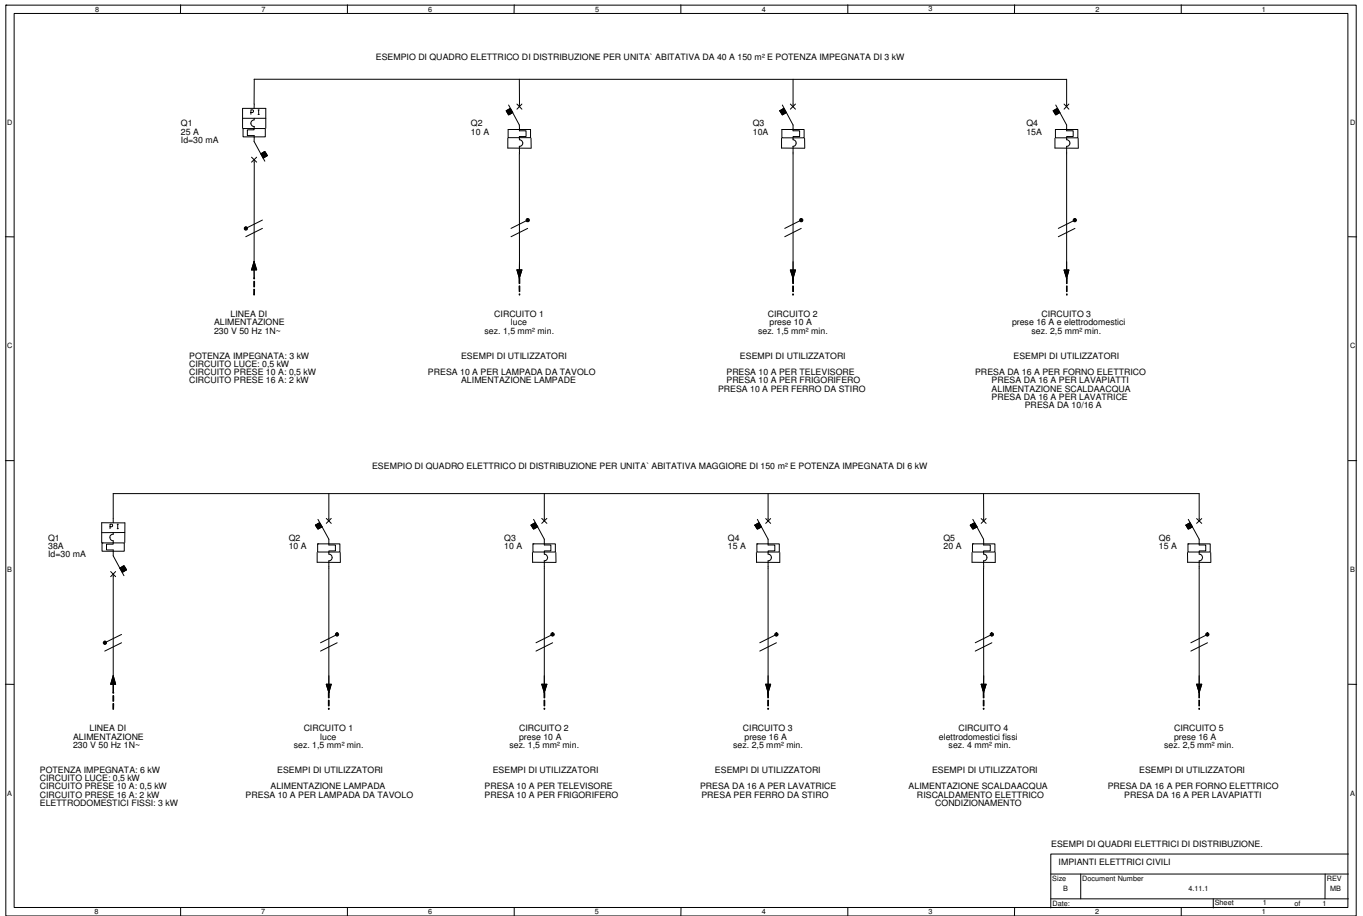 8 7 6 5 4 3 2 1
ESEMPIO DI QUADRO ELETTRICO DI DISTRIBUZIONE PER UNITA` ABITATIVA DA 40 A 150 m² E POTENZA IMPEGNATA DI 3 kW
D
D
P I
Q1
25 A
Id=30 mA
Q2
10 A
Q3
10A
Q4
15A
LINEA DI
ALIMENTAZIONE
230 V 50 Hz 1N~
POTENZA IMPEGNATA: 3 kW
CIRCUITO LUCE: 0,5 kW
CIRCUITO PRESE 10 A: 0,5 kW
CIRCUITO PRESE 16 A: 2 kW
CIRCUITO 1
luce
sez. 1,5 mm² min.
ESEMPI DI UTILIZZATORI
PRESA 10 A PER LAMPADA DA TAVOLO
ALIMENTAZIONE LAMPADE
CIRCUITO 2
prese 10 A
sez. 1,5 mm² min.
ESEMPI DI UTILIZZATORI
PRESA 10 A PER TELEVISORE
PRESA 10 A PER FRIGORIFERO
PRESA 10 A PER FERRO DA STIRO
CIRCUITO 3
prese 16 A e elettrodomestici
sez. 2,5 mm² min.
ESEMPI DI UTILIZZATORI
PRESA DA 16 A PER FORNO ELETTRICO
PRESA DA 16 A PER LAVAPIATTI
ALIMENTAZIONE SCALDAACQUA
PRESA DA 16 A PER LAVATRICE
PRESA DA 10/16 A
C
C
ESEMPIO DI QUADRO ELETTRICO DI DISTRIBUZIONE PER UNITA` ABITATIVA MAGGIORE DI 150 m² E POTENZA IMPEGNATA DI 6 kW
P I
Q1
38A
Id=30 mA
Q2
10 A
Q3
10 A
Q4
15 A
Q5
20 A
Q6
15 A
B
B
LINEA DI
ALIMENTAZIONE
230 V 50 Hz 1N~
POTENZA IMPEGNATA: 6 kW
CIRCUITO LUCE: 0,5 kW
CIRCUITO PRESE 10 A: 0,5 kW
CIRCUITO PRESE 16 A: 2 kW
ELETTRODOMESTICI FISSI: 3 kW
CIRCUITO 1
luce
sez. 1,5 mm² min.
ESEMPI DI UTILIZZATORI
ALIMENTAZIONE LAMPADA
PRESA 10 A PER LAMPADA DA TAVOLO
CIRCUITO 2
prese 10 A
sez. 1,5 mm² min.
ESEMPI DI UTILIZZATORI
PRESA 10 A PER TELEVISORE
PRESA 10 A PER FRIGORIFERO
CIRCUITO 3
prese 16 A
sez. 2,5 mm² min.
ESEMPI DI UTILIZZATORI
PRESA DA 16 A PER LAVATRICE
PRESA PER FERRO DA STIRO
CIRCUITO 4
elettrodomestici fissi
sez. 4 mm² min.
ESEMPI DI UTILIZZATORI
ALIMENTAZIONE SCALDAACQUA
RISCALDAMENTO ELETTRICO
CONDIZIONAMENTO
CIRCUITO 5
prese 16 A
sez. 2,5 mm² min.
ESEMPI DI UTILIZZATORI
PRESA DA 16 A PER FORNO ELETTRICO
PRESA DA 16 A PER LAVAPIATTI
A
A
ESEMPI DI QUADRI ELETTRICI DI DISTRIBUZIONE.
IMPIANTI ELETTRICI CIVILI
Size Document Number REV
B 4.11.1 MB
Date: Sheet 1 of 1
8 7 6 5 4 3 2 1